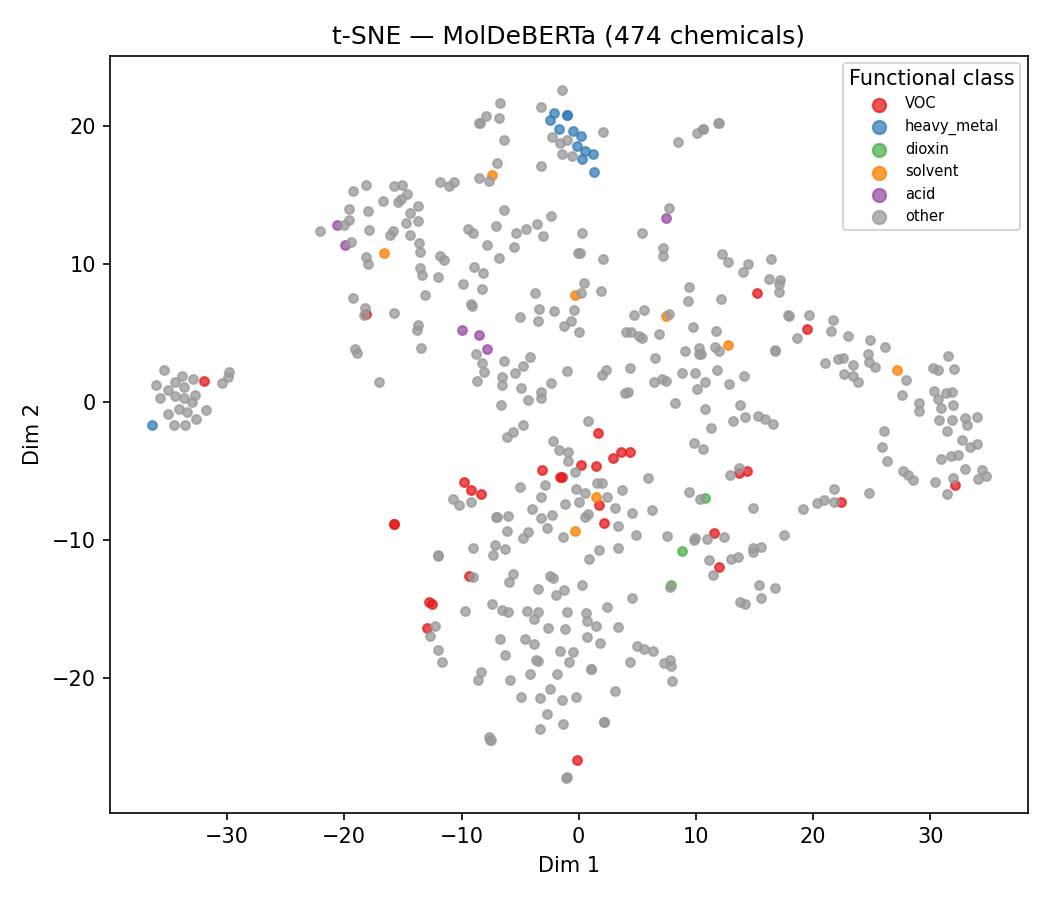 t-SNE — MolDeBERTa (474 chemicals)
Functional class
VOC
heavy_metal
dioxin
solvent
acid
other
20
10
0
−10
−20
Dim 2
−30
−20
−10
0
10
20
30
Dim 1